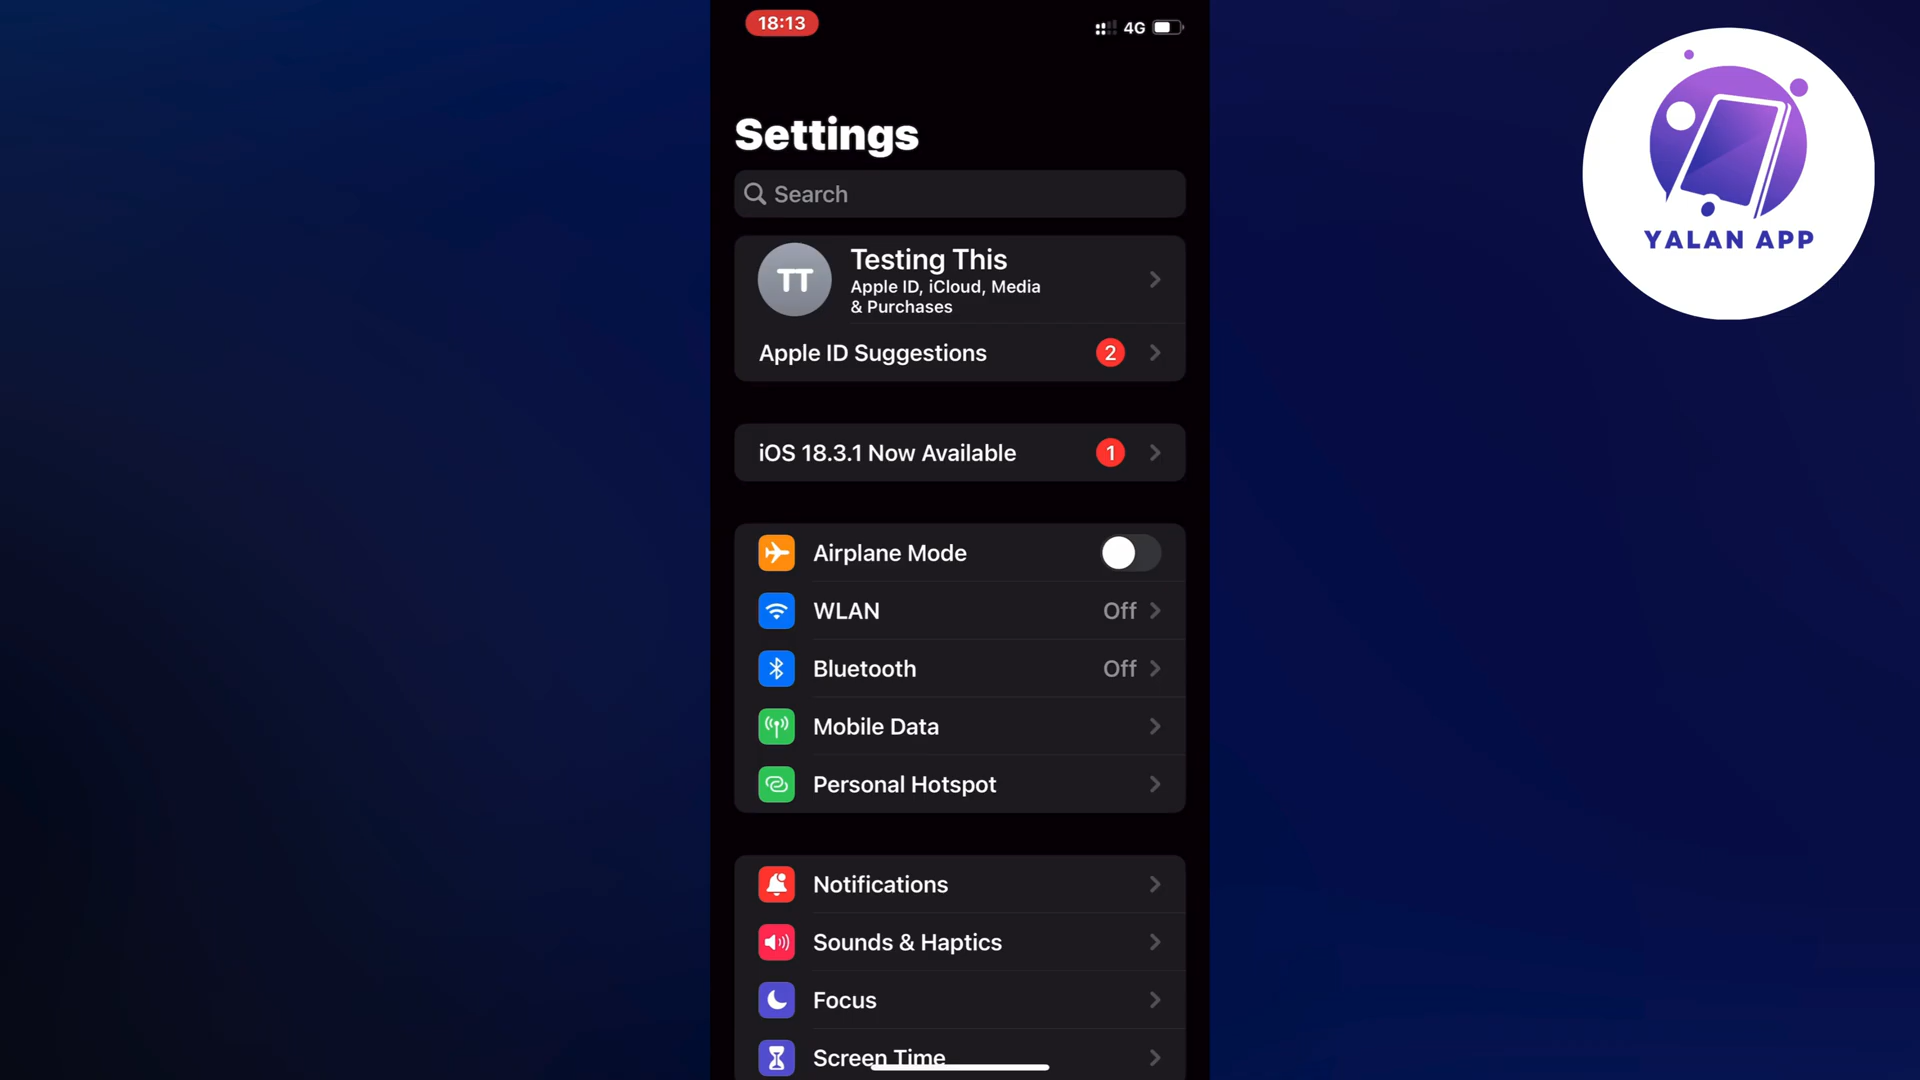 18:13
4G
YALAN APP
Settings
Search
TT
Testing This
Apple ID, iCloud, Media
& Purchases
Apple ID Suggestions 2
iOS 18.3.1 Now Available 1
Airplane Mode
WLAN Off
Bluetooth Off
Mobile Data
Personal Hotspot
Notifications
Sounds & Haptics
Focus
Screen Time